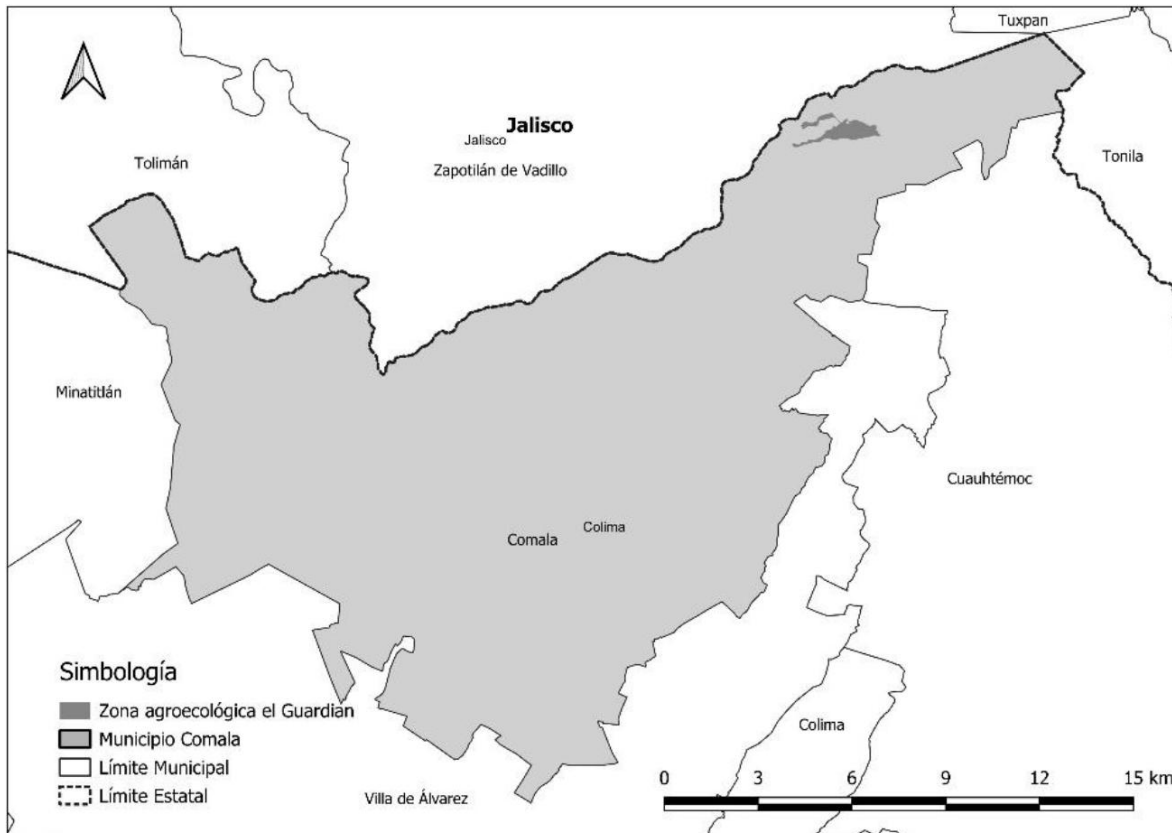 Tuxpan
Jalisco
Jalisco
Tolimán
Zapotilán de Vadillo
Tonila
Minatitlán
Cuauhtémoc
Comala
Colima
Simbología
Zona agroecológica el Guardian
Municipio Comala
Límite Municipal
Límite Estatal
Villa de Álvarez
Colima
0 3 6 9 12 15 km